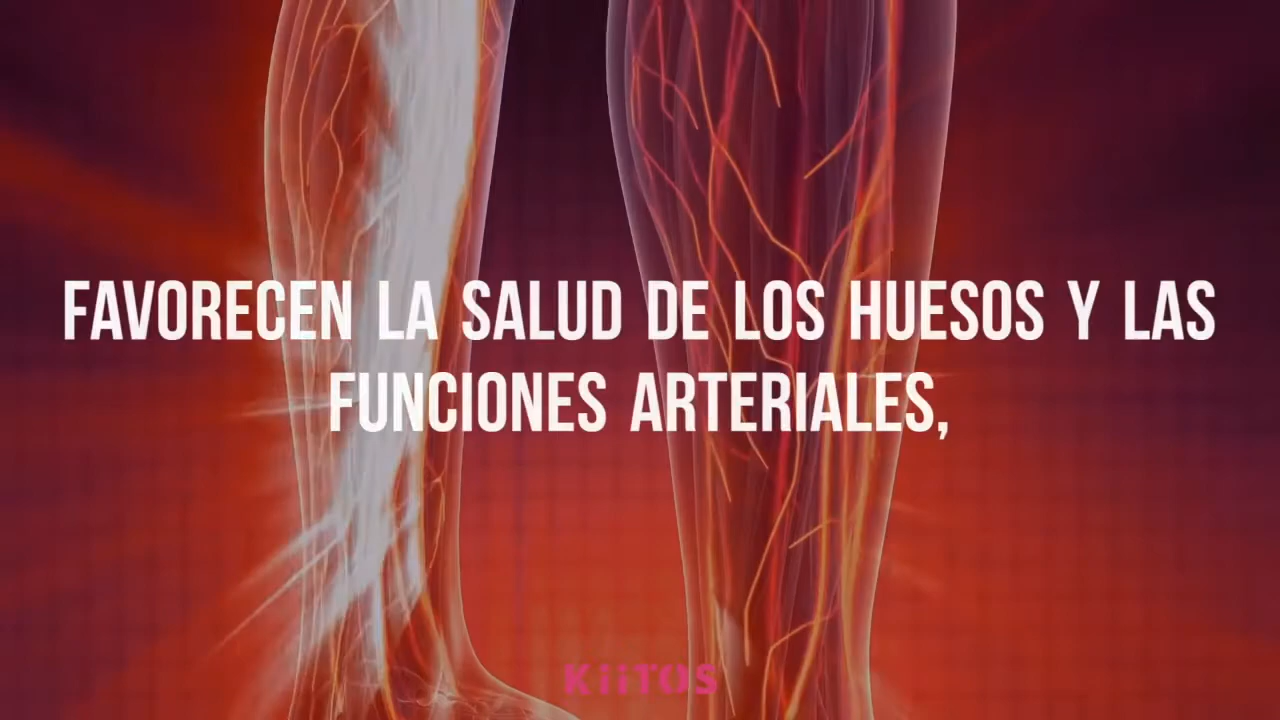 FAVORECEN LA SALUD DE LOS HUESOS Y LAS
FUNCIONES ARTERIALES,
KiiTOS